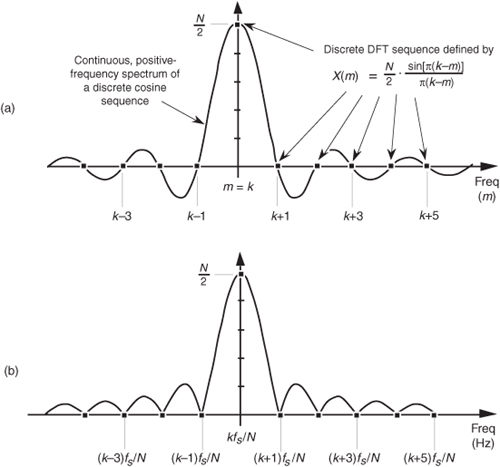 N/2
Continuous, positive-
frequency spectrum of
a discrete cosine
sequence
Discrete DFT sequence defined by
X(m) = N/2 · sin[π(k–m)]/π(k–m)
(a)
m = k
Freq
(m)
k–3
k–1
k+1
k+3
k+5
N/2
(b)
Freq
(Hz)
(k–3)fs/N
(k–1)fs/N
kfs/N
(k+1)fs/N
(k+3)fs/N
(k+5)fs/N